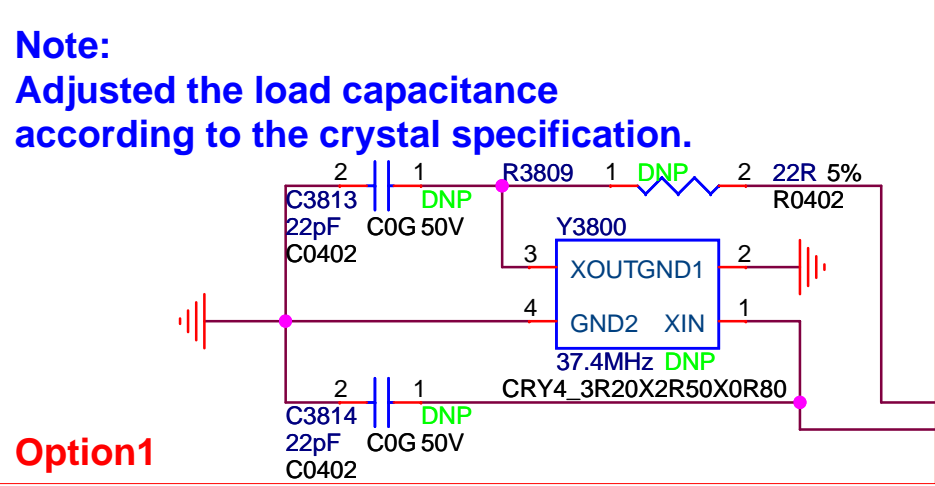 Note:
Adjusted the load capacitance
according to the crystal specification.
2 1 R3809 1 DNP 2 22R 5%
C3813 DNP R0402
22pF C0G 50V Y3800
C0402
3 XOUT GND1 2
4 GND2 XIN 1
37.4MHz DNP
2 1 CRY4_3R20X2R50X0R80
C3814 DNP
22pF C0G 50V
Option1
C0402